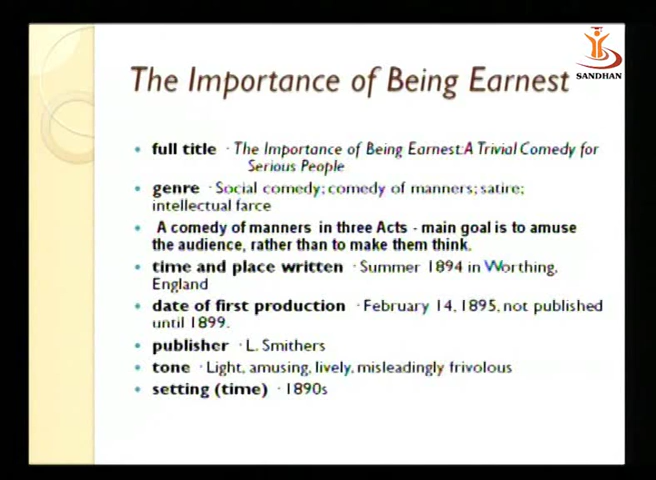 SANDHAN
The Importance of Being Earnest
• full title · The Importance of Being Earnest:A Trivial Comedy for
Serious People
• genre · Social comedy; comedy of manners; satire;
intellectual farce
• A comedy of manners in three Acts - main goal is to amuse
the audience, rather than to make them think.
• time and place written · Summer 1894 in Worthing,
England
• date of first production · February 14, 1895, not published
until 1899.
• publisher · L. Smithers
• tone · Light, amusing, lively, misleadingly frivolous
• setting (time) · 1890s